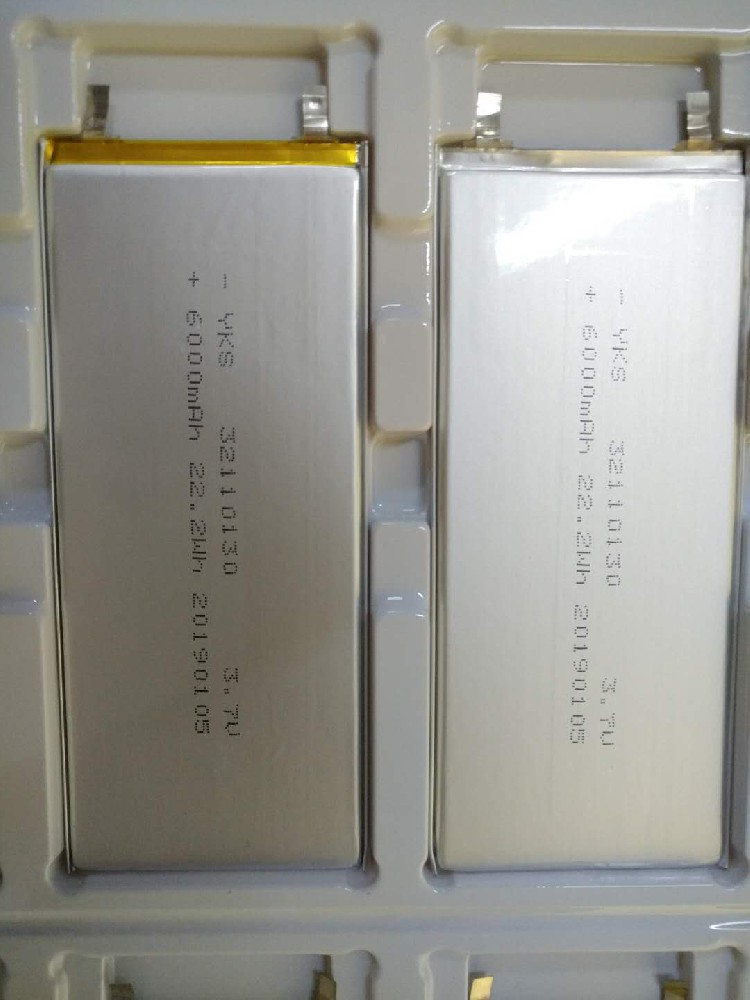 - YKS 32110130 3.7V
+ 6000mAh 22.2Wh 20190105
- YKS 32110130 3.7V
+ 6000mAh 22.2Wh 20190105